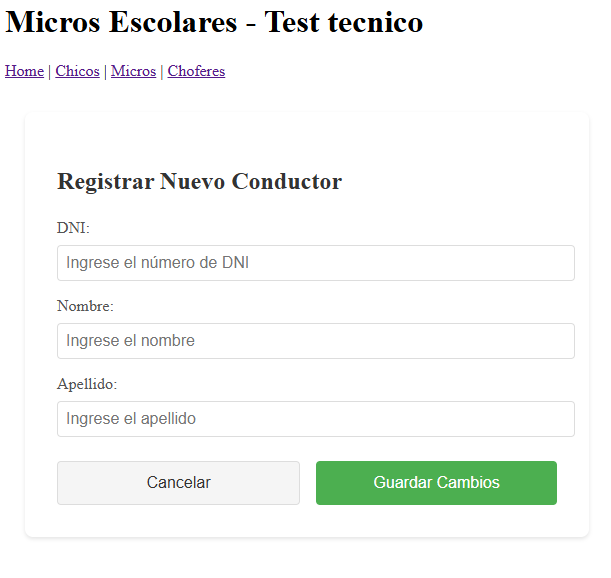 Micros Escolares - Test tecnico
Home | Chicos | Micros | Choferes
Registrar Nuevo Conductor
DNI:
Ingrese el número de DNI
Nombre:
Ingrese el nombre
Apellido:
Ingrese el apellido
Cancelar Guardar Cambios